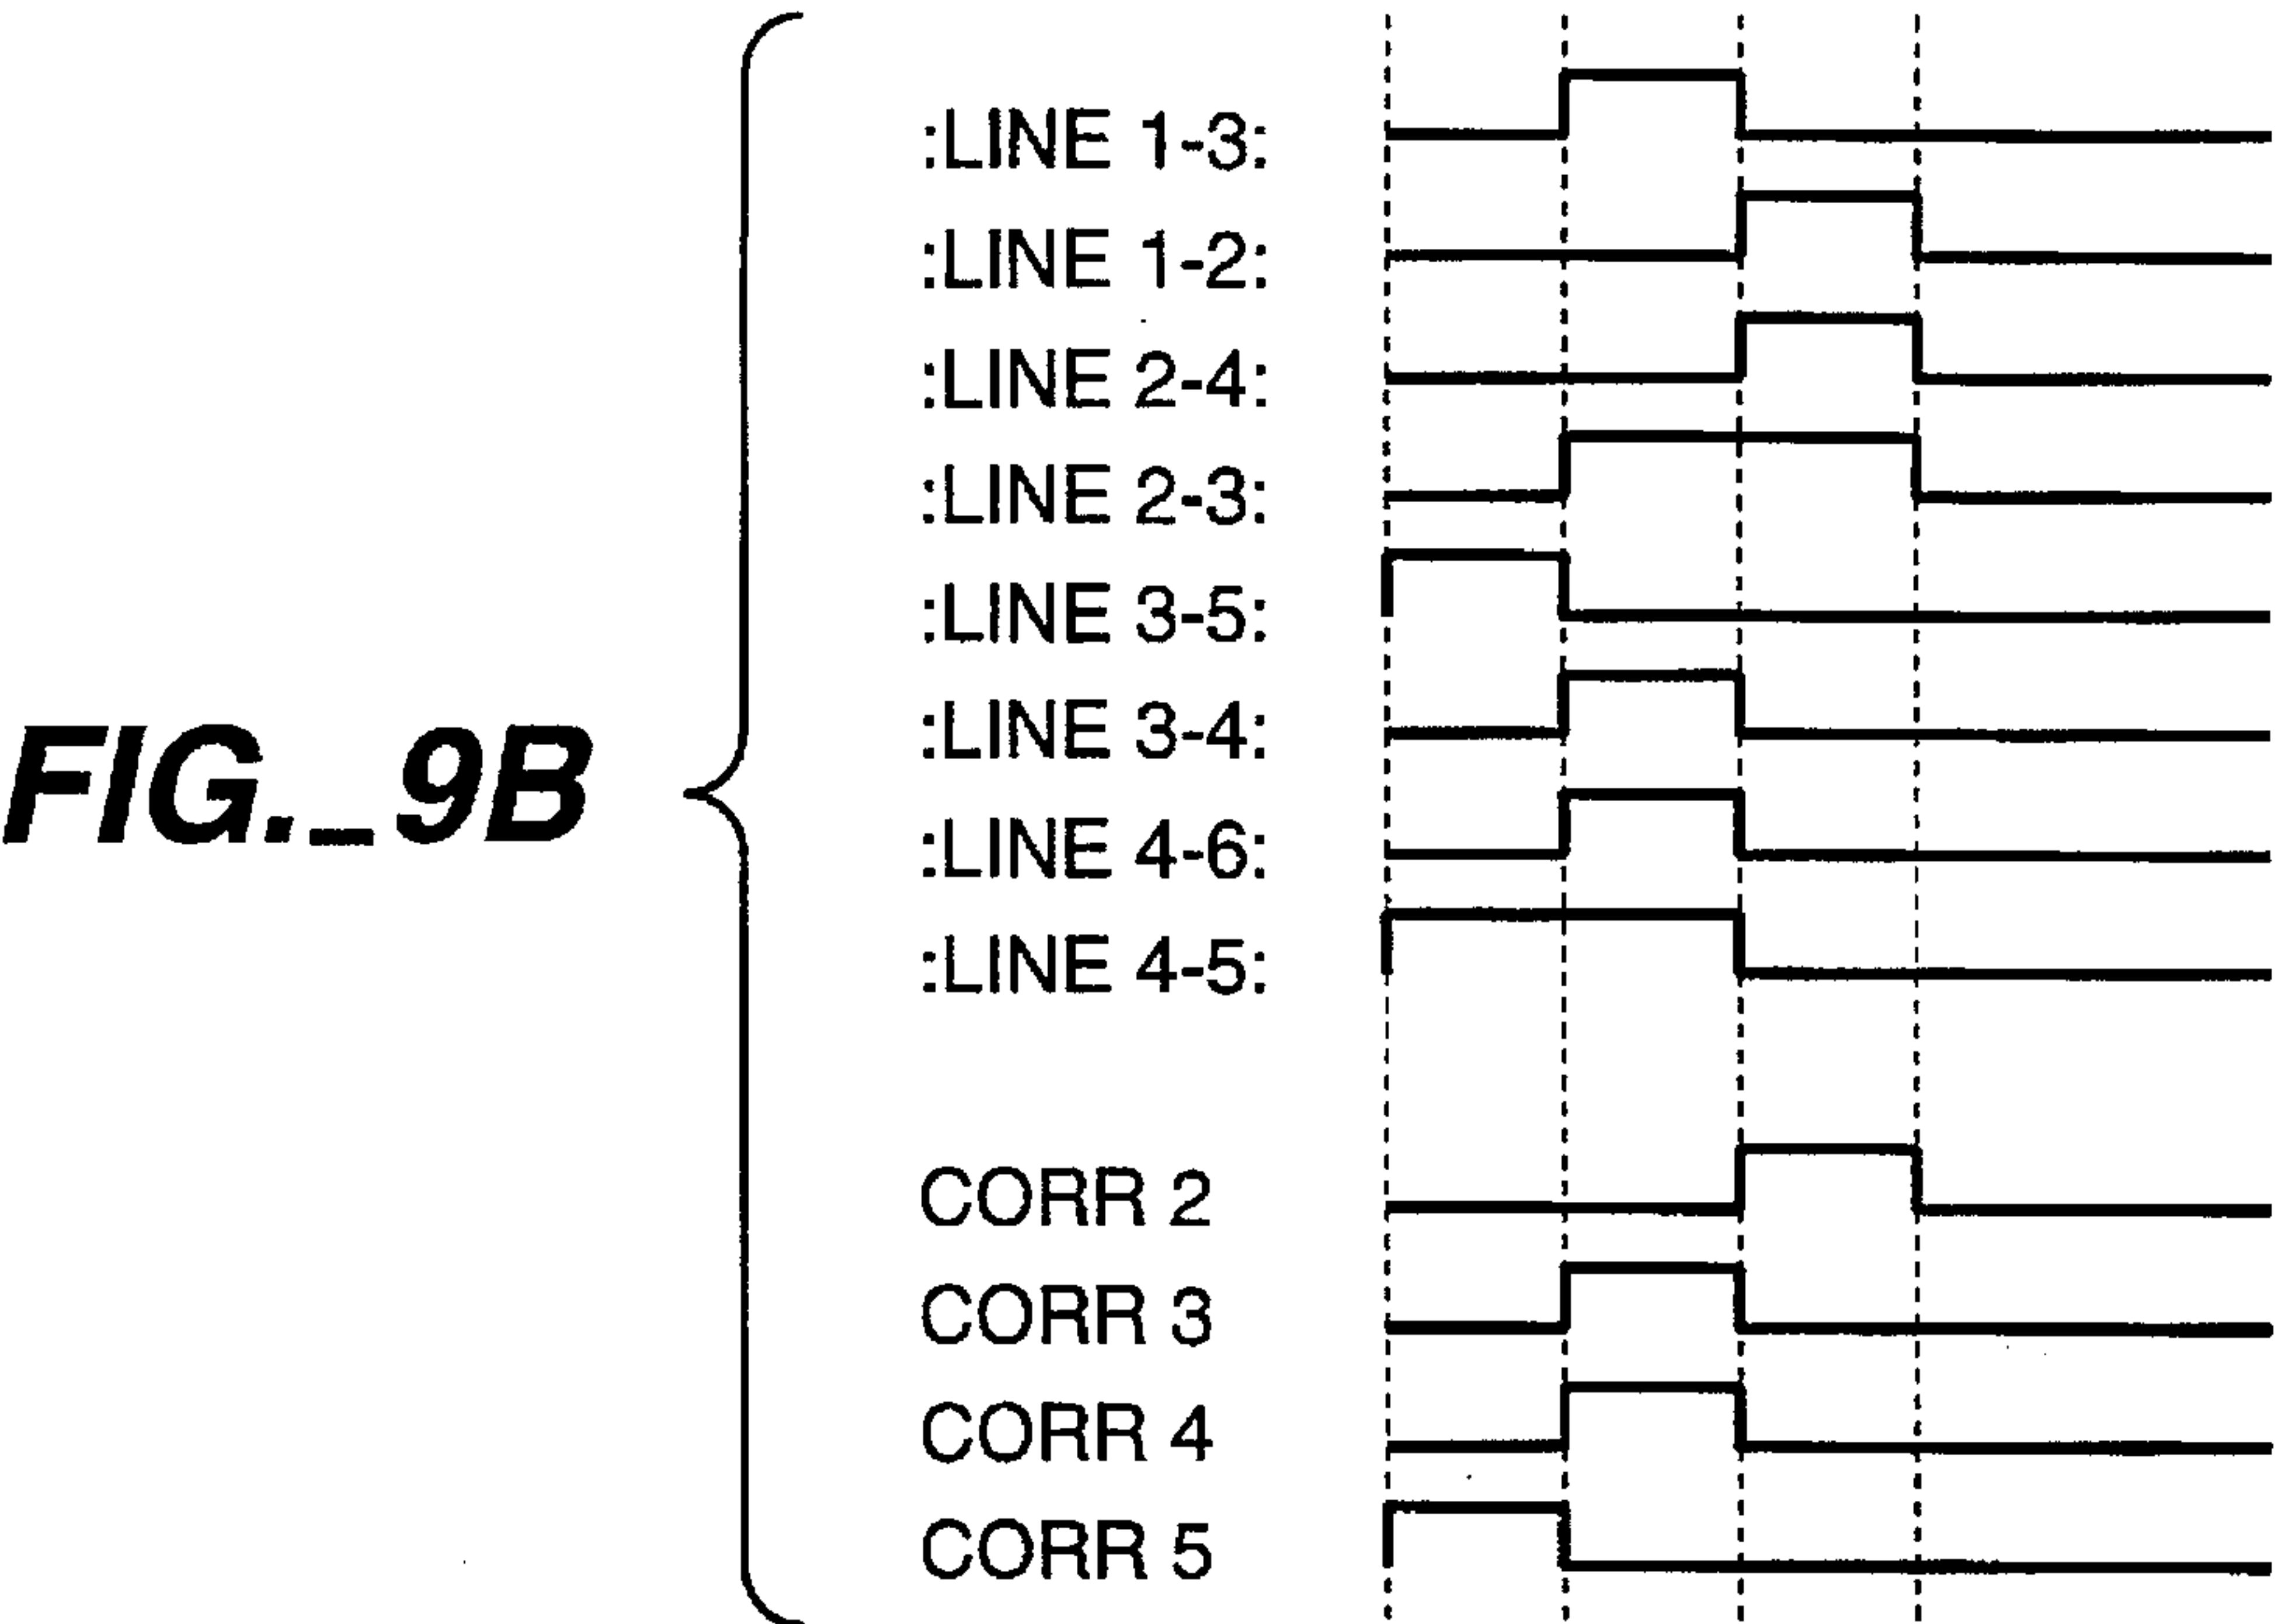 :LINE 1-3:
:LINE 1-2:
:LINE 2-4:
:LINE 2-3:
:LINE 3-5:
:LINE 3-4:
:LINE 4-6:
:LINE 4-5:
FIG._9B
CORR 2
CORR 3
CORR 4
CORR 5